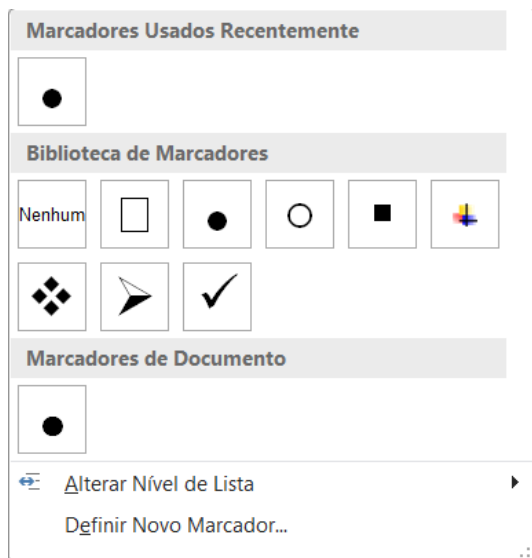 Marcadores Usados Recentemente
Biblioteca de Marcadores
Nenhum
Marcadores de Documento
Alterar Nível de Lista
Definir Novo Marcador...